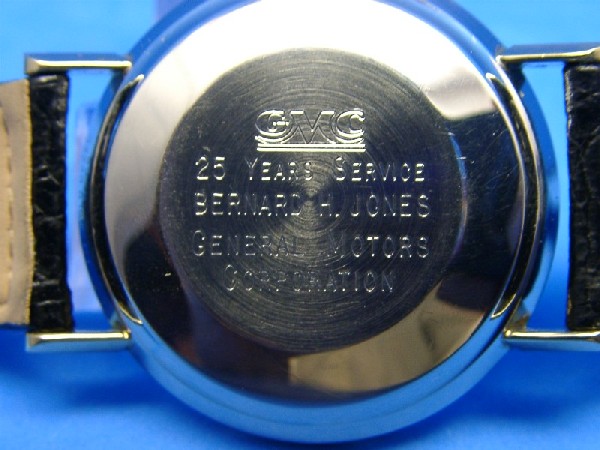 GMC
25 YEARS SERVICE
BERNARD H. JONES
GENERAL MOTORS
CORPORATION